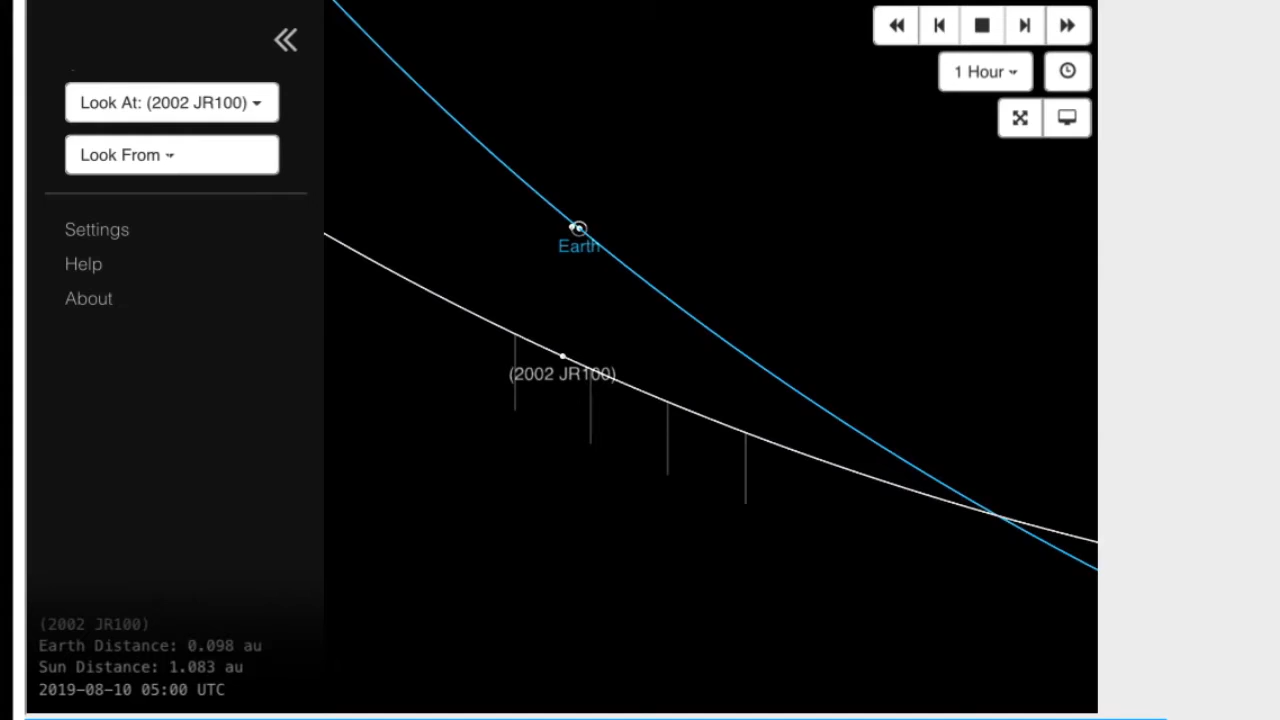 Look At: (2002 JR100)
Look From
Settings
Help
About
1 Hour
Earth
(2002 JR100)
(2002 JR100)
Earth Distance: 0.098 au
Sun Distance: 1.083 au
2019-08-10 05:00 UTC